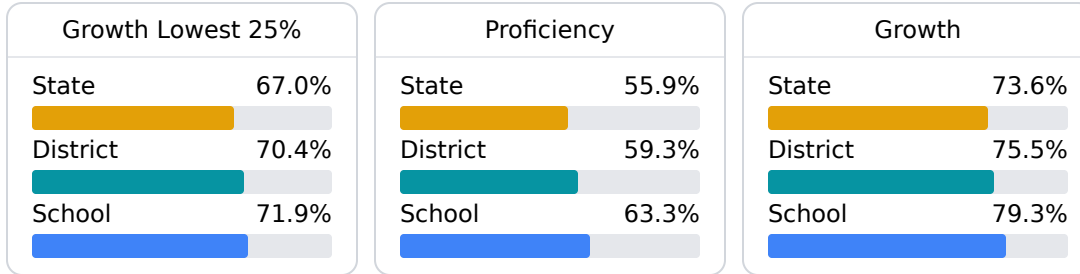 Growth Lowest 25%
State 67.0%
District 70.4%
School 71.9%
Proficiency
State 55.9%
District 59.3%
School 63.3%
Growth
State 73.6%
District 75.5%
School 79.3%